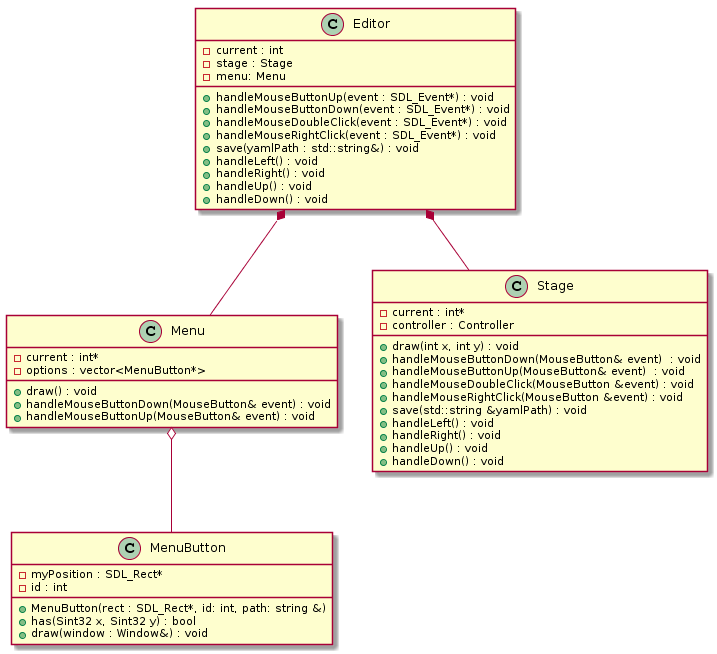 C Editor
current : int
stage : Stage
menu: Menu
handleMouseButtonUp(event : SDL_Event*) : void
handleMouseButtonDown(event : SDL_Event*) : void
handleMouseDoubleClick(event : SDL_Event*) : void
handleMouseRightClick(event : SDL_Event*) : void
save(yamlPath : std::string&) : void
handleLeft() : void
handleRight() : void
handleUp() : void
handleDown() : void
C Stage
current : int*
controller : Controller
draw(int x, int y) : void
handleMouseButtonDown(MouseButton& event)  : void
handleMouseButtonUp(MouseButton& event)  : void
handleMouseDoubleClick(MouseButton &event) : void
handleMouseRightClick(MouseButton &event) : void
save(std::string &yamlPath) : void
handleLeft() : void
handleRight() : void
handleUp() : void
handleDown() : void
C Menu
current : int*
options : vector<MenuButton*>
draw() : void
handleMouseButtonDown(MouseButton& event) : void
handleMouseButtonUp(MouseButton& event) : void
C MenuButton
myPosition : SDL_Rect*
id : int
MenuButton(rect : SDL_Rect*, id: int, path: string &)
has(Sint32 x, Sint32 y) : bool
draw(window : Window&) : void